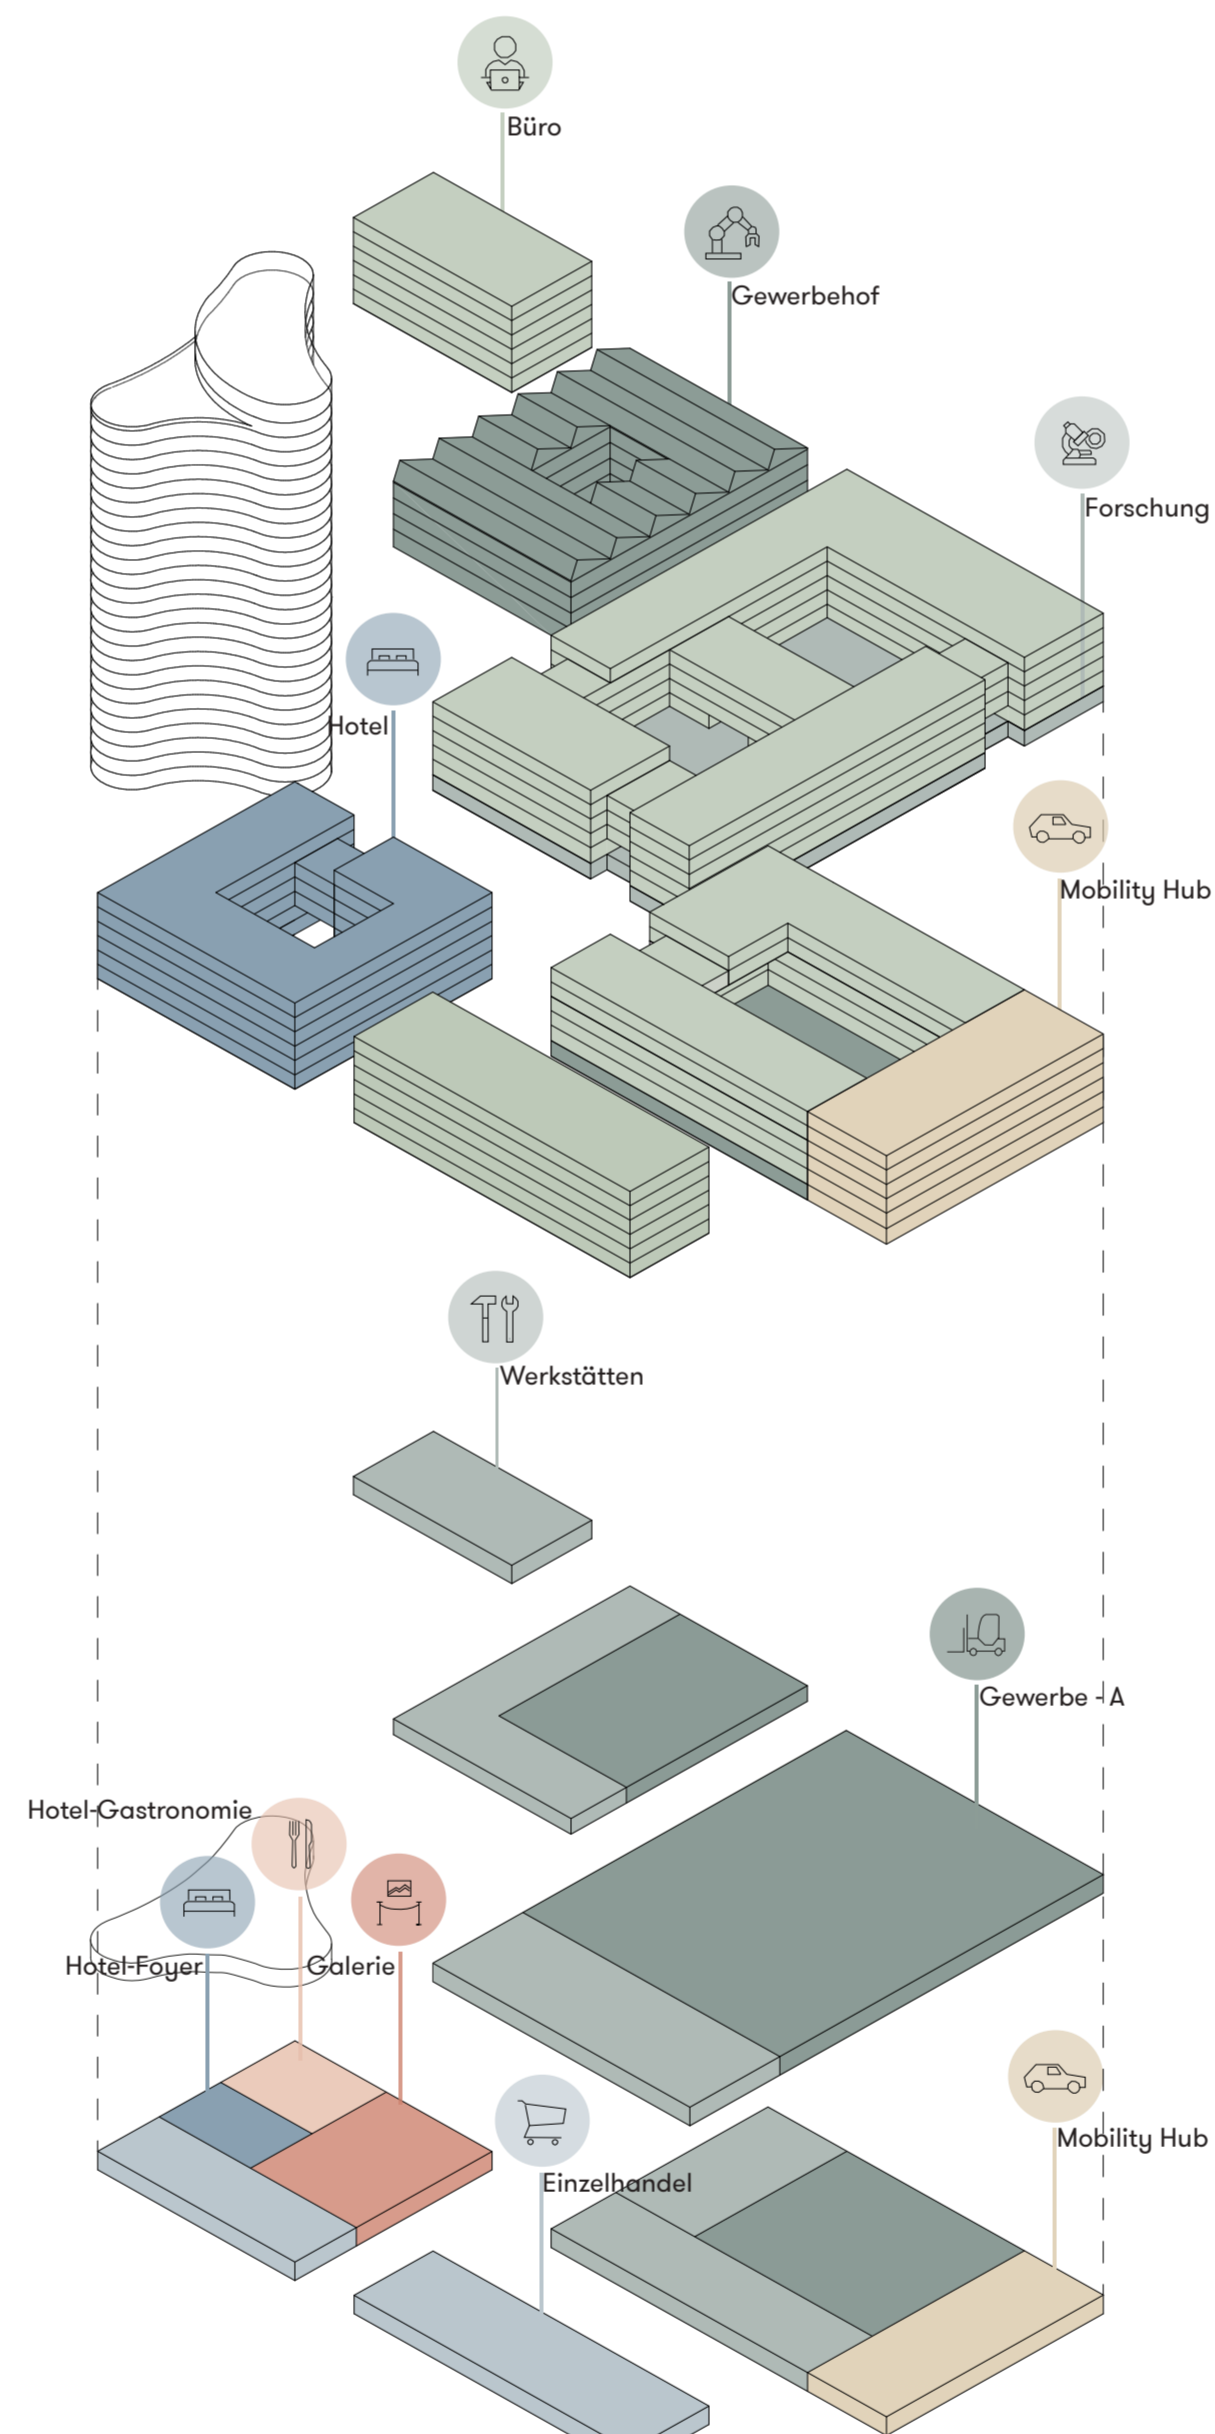 Büro
Gewerbehof
Forschung
Hotel
Mobility Hub
Werkstätten
Gewerbe - A
Hotel-Gastronomie
Hotel-Foyer
Galerie
Mobility Hub
Einzelhandel